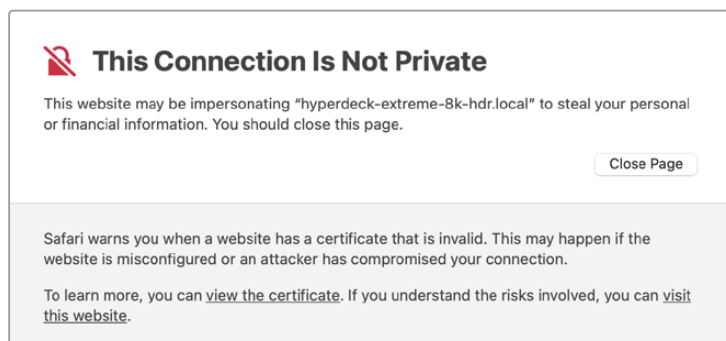 This Connection Is Not Private
This website may be impersonating “hyperdeck-extreme-8k-hdr.local” to steal your personal
or financial information. You should close this page.
Close Page
Safari warns you when a website has a certificate that is invalid. This may happen if the
website is misconfigured or an attacker has compromised your connection.
To learn more, you can view the certificate. If you understand the risks involved, you can visit
this website.